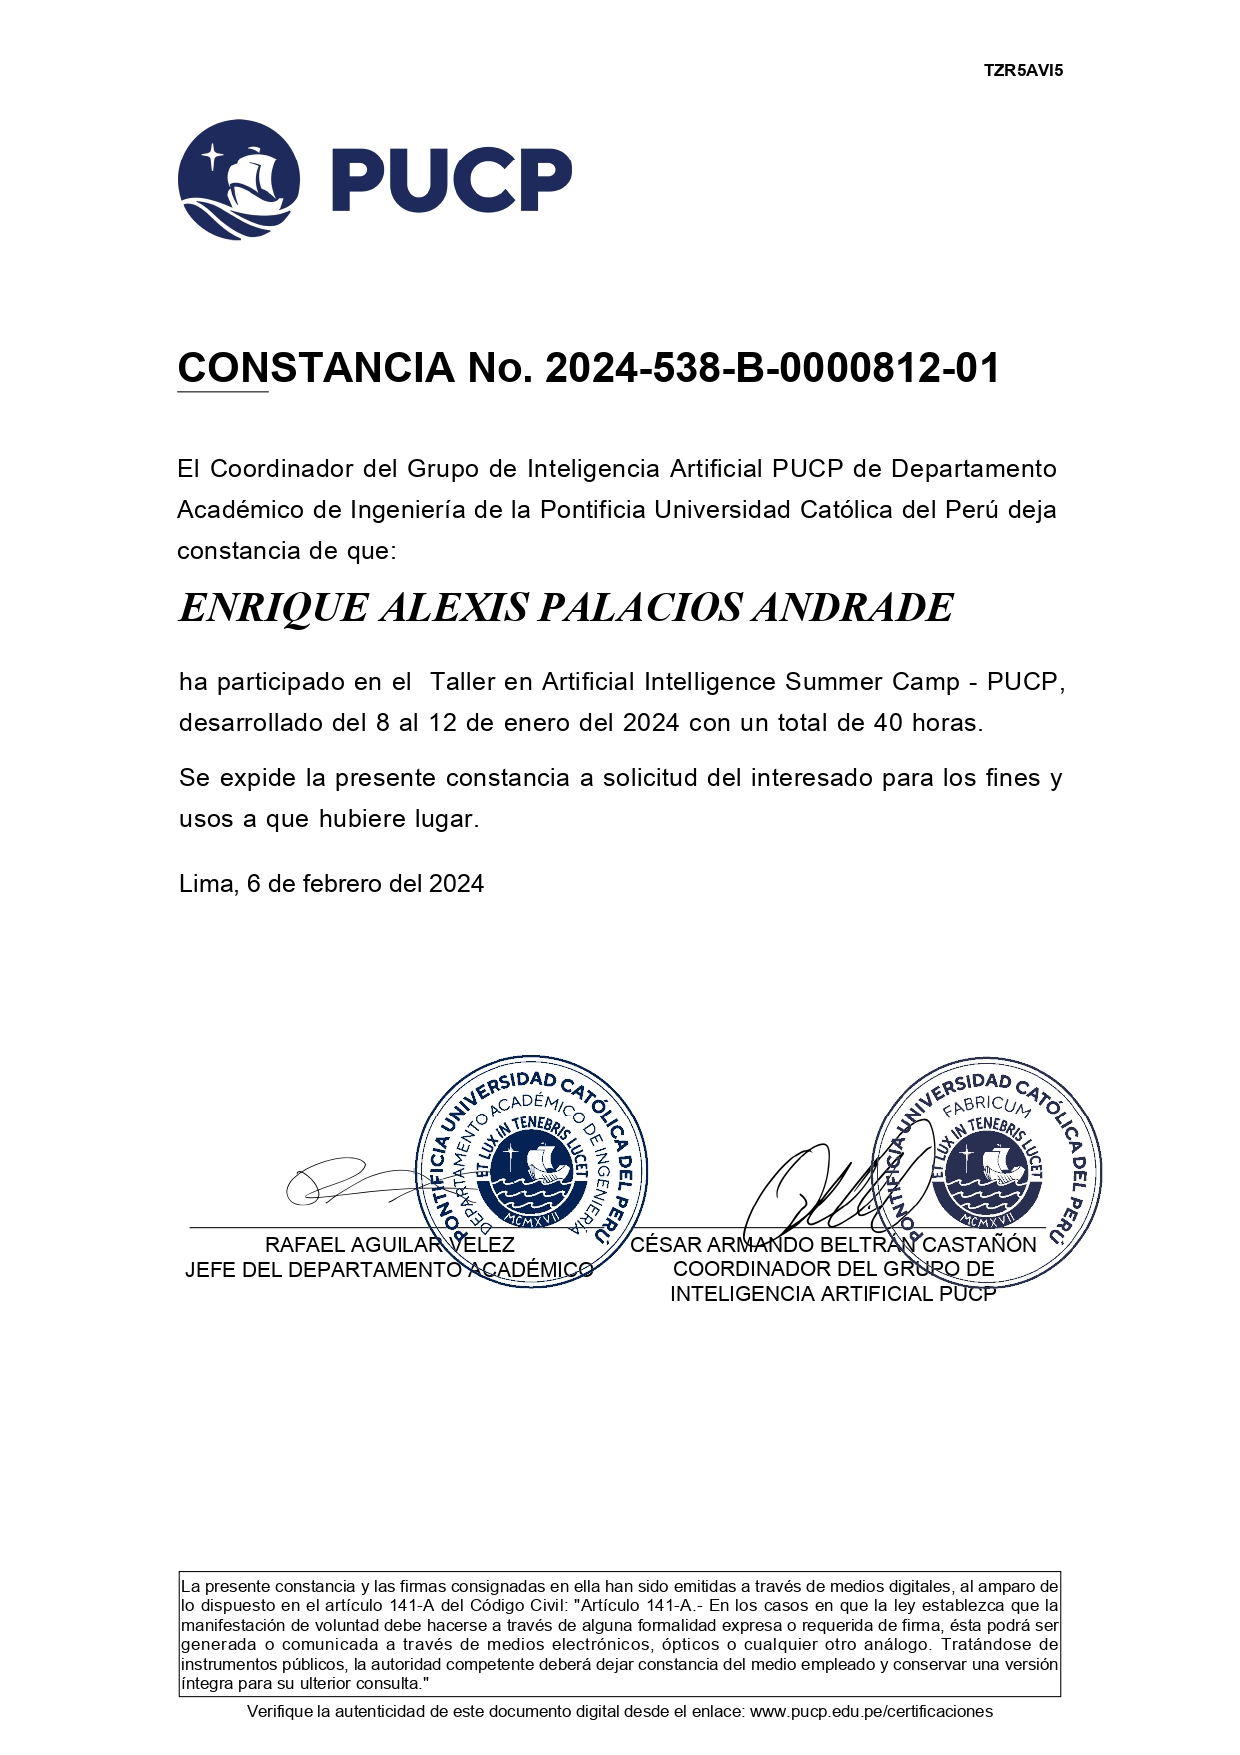 TZR5AVI5
PUCP
CONSTANCIA No. 2024-538-B-0000812-01
El Coordinador del Grupo de Inteligencia Artificial PUCP de Departamento
Académico de Ingeniería de la Pontificia Universidad Católica del Perú deja
constancia de que:
ENRIQUE ALEXIS PALACIOS ANDRADE
ha participado en el Taller en Artificial Intelligence Summer Camp - PUCP,
desarrollado del 8 al 12 de enero del 2024 con un total de 40 horas.
Se expide la presente constancia a solicitud del interesado para los fines y
usos a que hubiere lugar.
Lima, 6 de febrero del 2024
PONTIFICIA UNIVERSIDAD CATÓLICA DEL PERÚ
DEPARTAMENTO ACADÉMICO DE INGENIERÍA
ET LUX IN TENEBRIS LUCET
MCMXVII
RAFAEL AGUILAR VELEZ
JEFE DEL DEPARTAMENTO ACADÉMICO
PONTIFICIA UNIVERSIDAD CATÓLICA DEL PERÚ
FABRICUM
ET LUX IN TENEBRIS LUCET
MCMXVII
CÉSAR ARMANDO BELTRÁN CASTAÑÓN
COORDINADOR DEL GRUPO DE
INTELIGENCIA ARTIFICIAL PUCP
La presente constancia y las firmas consignadas en ella han sido emitidas a través de medios digitales, al amparo de
lo dispuesto en el artículo 141-A del Código Civil: "Artículo 141-A.- En los casos en que la ley establezca que la
manifestación de voluntad debe hacerse a través de alguna formalidad expresa o requerida de firma, ésta podrá ser
generada o comunicada a través de medios electrónicos, ópticos o cualquier otro análogo. Tratándose de
instrumentos públicos, la autoridad competente deberá dejar constancia del medio empleado y conservar una versión
íntegra para su ulterior consulta."
Verifique la autenticidad de este documento digital desde el enlace: www.pucp.edu.pe/certificaciones